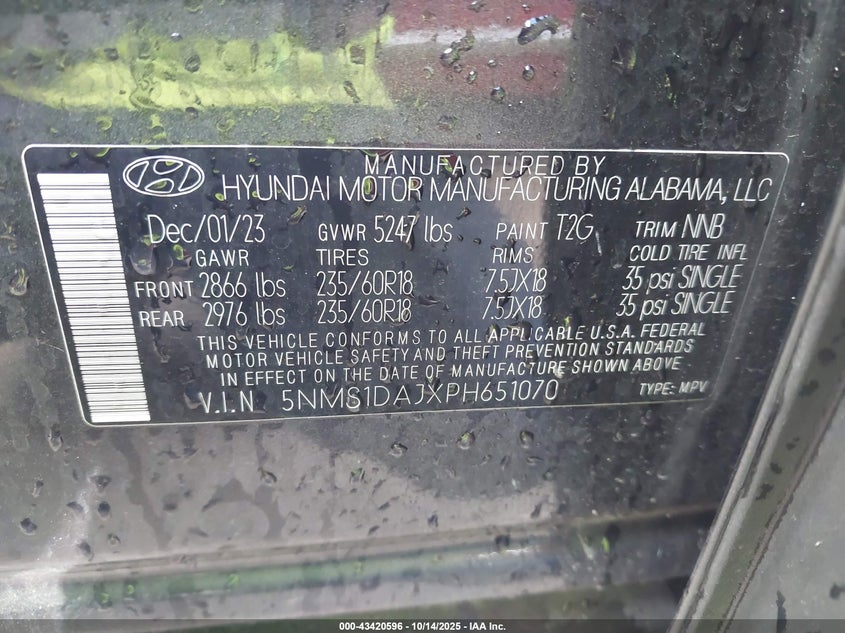 MANUFACTURED BY
HYUNDAI MOTOR MANUFACTURING ALABAMA, LLC
Dec/01/23 GVWR 5247 lbs PAINT T2G TRIM NNB
GAWR TIRES RIMS COLD TIRE INFL
FRONT 2866 lbs 235/60R18 7.5JX18 35 psi SINGLE
REAR 2976 lbs 235/60R18 7.5JX18 35 psi SINGLE
THIS VEHICLE CONFORMS TO ALL APPLICABLE U.S.A. FEDERAL
MOTOR VEHICLE SAFETY AND THEFT PREVENTION STANDARDS
IN EFFECT ON THE DATE OF MANUFACTURE SHOWN ABOVE
V.I.N 5NMS1DAJXPH651070 TYPE: MPV
000-43420596 - 10/14/2025 - IAA Inc.